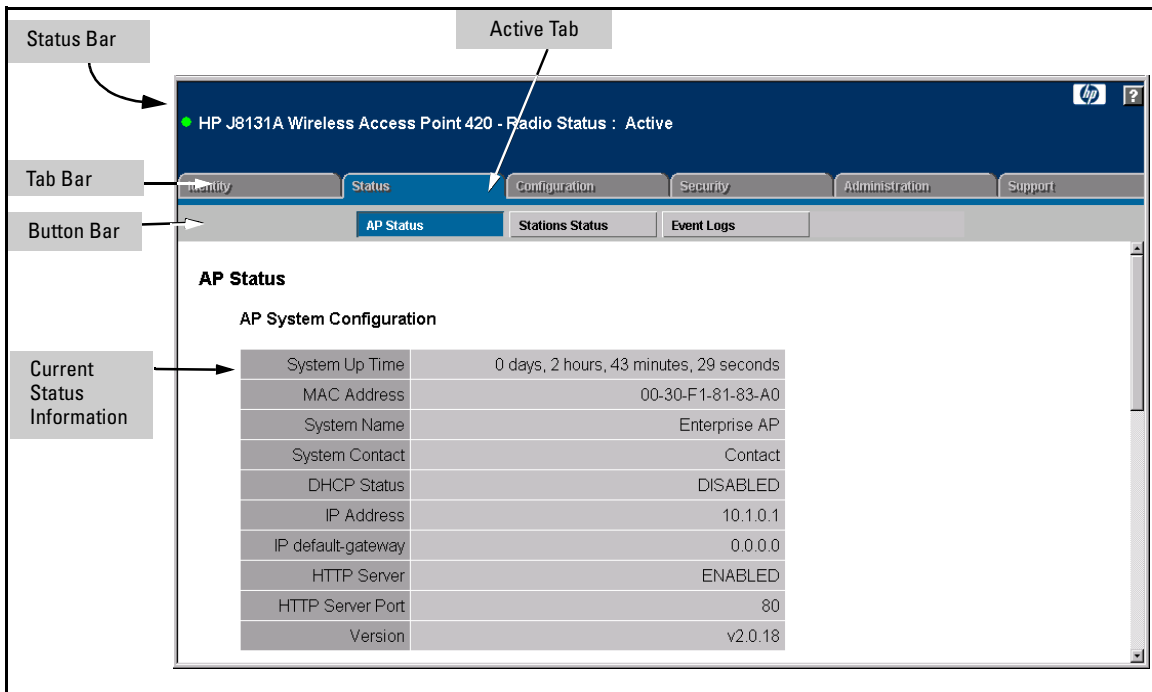 Status Bar
Active Tab
hp ?
HP J8131A Wireless Access Point 420 - Radio Status : Active
Tab Bar
Identity Status Configuration Security Administration Support
Button Bar
AP Status Stations Status Event Logs
AP Status
AP System Configuration
Current
Status
Information
System Up Time 0 days, 2 hours, 43 minutes, 29 seconds
MAC Address 00-30-F1-81-83-A0
System Name Enterprise AP
System Contact Contact
DHCP Status DISABLED
IP Address 10.1.0.1
IP default-gateway 0.0.0.0
HTTP Server ENABLED
HTTP Server Port 80
Version v2.0.18